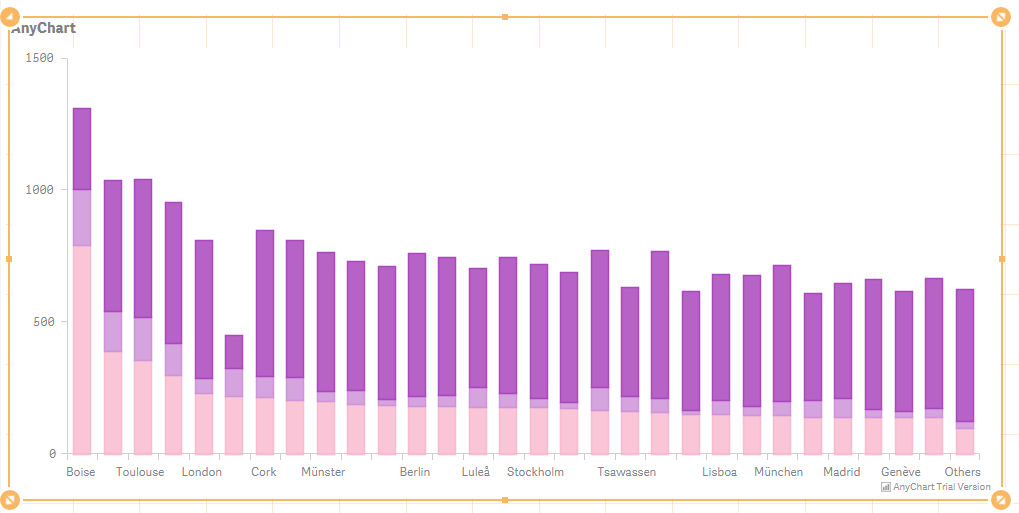 AnyChart
1500
1000
500
0
Boise Toulouse London Cork Münster Berlin Luleå Stockholm Tsawassen Lisboa München Madrid Genève Others
AnyChart Trial Version